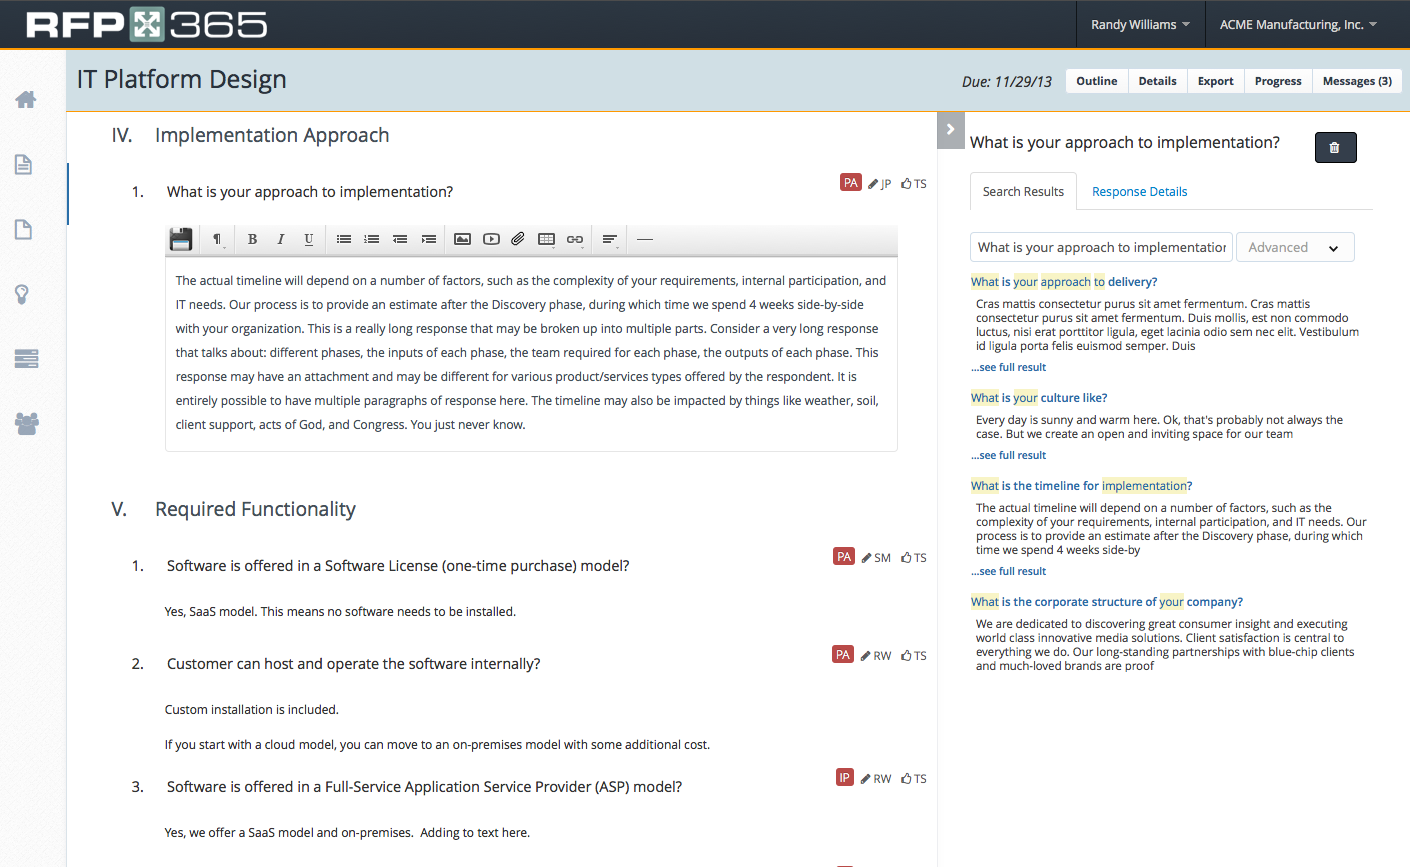 RFP 365
Randy Williams
ACME Manufacturing, Inc.
IT Platform Design
Due: 11/29/13
Outline
Details
Export
Progress
Messages (3)
IV. Implementation Approach
1. What is your approach to implementation?
PA JP TS
B I U
The actual timeline will depend on a number of factors, such as the complexity of your requirements, internal participation, and
IT needs. Our process is to provide an estimate after the Discovery phase, during which time we spend 4 weeks side-by-side
with your organization. This is a really long response that may be broken up into multiple parts. Consider a very long response
that talks about: different phases, the inputs of each phase, the team required for each phase, the outputs of each phase. This
response may have an attachment and may be different for various product/services types offered by the respondent. It is
entirely possible to have multiple paragraphs of response here. The timeline may also be impacted by things like weather, soil,
client support, acts of God, and Congress. You just never know.
V. Required Functionality
1. Software is offered in a Software License (one-time purchase) model?
PA SM TS
Yes, SaaS model. This means no software needs to be installed.
2. Customer can host and operate the software internally?
PA RW TS
Custom installation is included.
If you start with a cloud model, you can move to an on-premises model with some additional cost.
3. Software is offered in a Full-Service Application Service Provider (ASP) model?
IP RW TS
Yes, we offer a SaaS model and on-premises. Adding to text here.
What is your approach to implementation?
Search Results
Response Details
What is your approach to implementation
Advanced
What is your approach to delivery?
Cras mattis consectetur purus sit amet fermentum. Cras mattis
consectetur purus sit amet fermentum. Duis mollis, est non commodo
luctus, nisi erat porttitor ligula, eget lacinia odio sem nec elit. Vestibulum
id ligula porta felis euismod semper. Duis
...see full result
What is your culture like?
Every day is sunny and warm here. Ok, that's probably not always the
case. But we create an open and inviting space for our team
...see full result
What is the timeline for implementation?
The actual timeline will depend on a number of factors, such as the
complexity of your requirements, internal participation, and IT needs. Our
process is to provide an estimate after the Discovery phase, during which
time we spend 4 weeks side-by
...see full result
What is the corporate structure of your company?
We are dedicated to discovering great consumer insight and executing
world class innovative media solutions. Client satisfaction is central to
everything we do. Our long-standing partnerships with blue-chip clients
and much-loved brands are proof